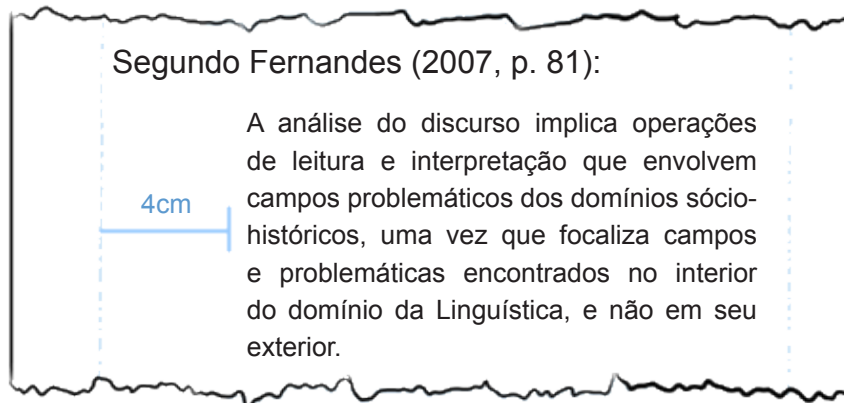 Segundo Fernandes (2007, p. 81):
A análise do discurso implica operações
de leitura e interpretação que envolvem
4cm
campos problemáticos dos domínios sócio-
históricos, uma vez que focaliza campos
e problemáticas encontrados no interior
do domínio da Linguística, e não em seu
exterior.